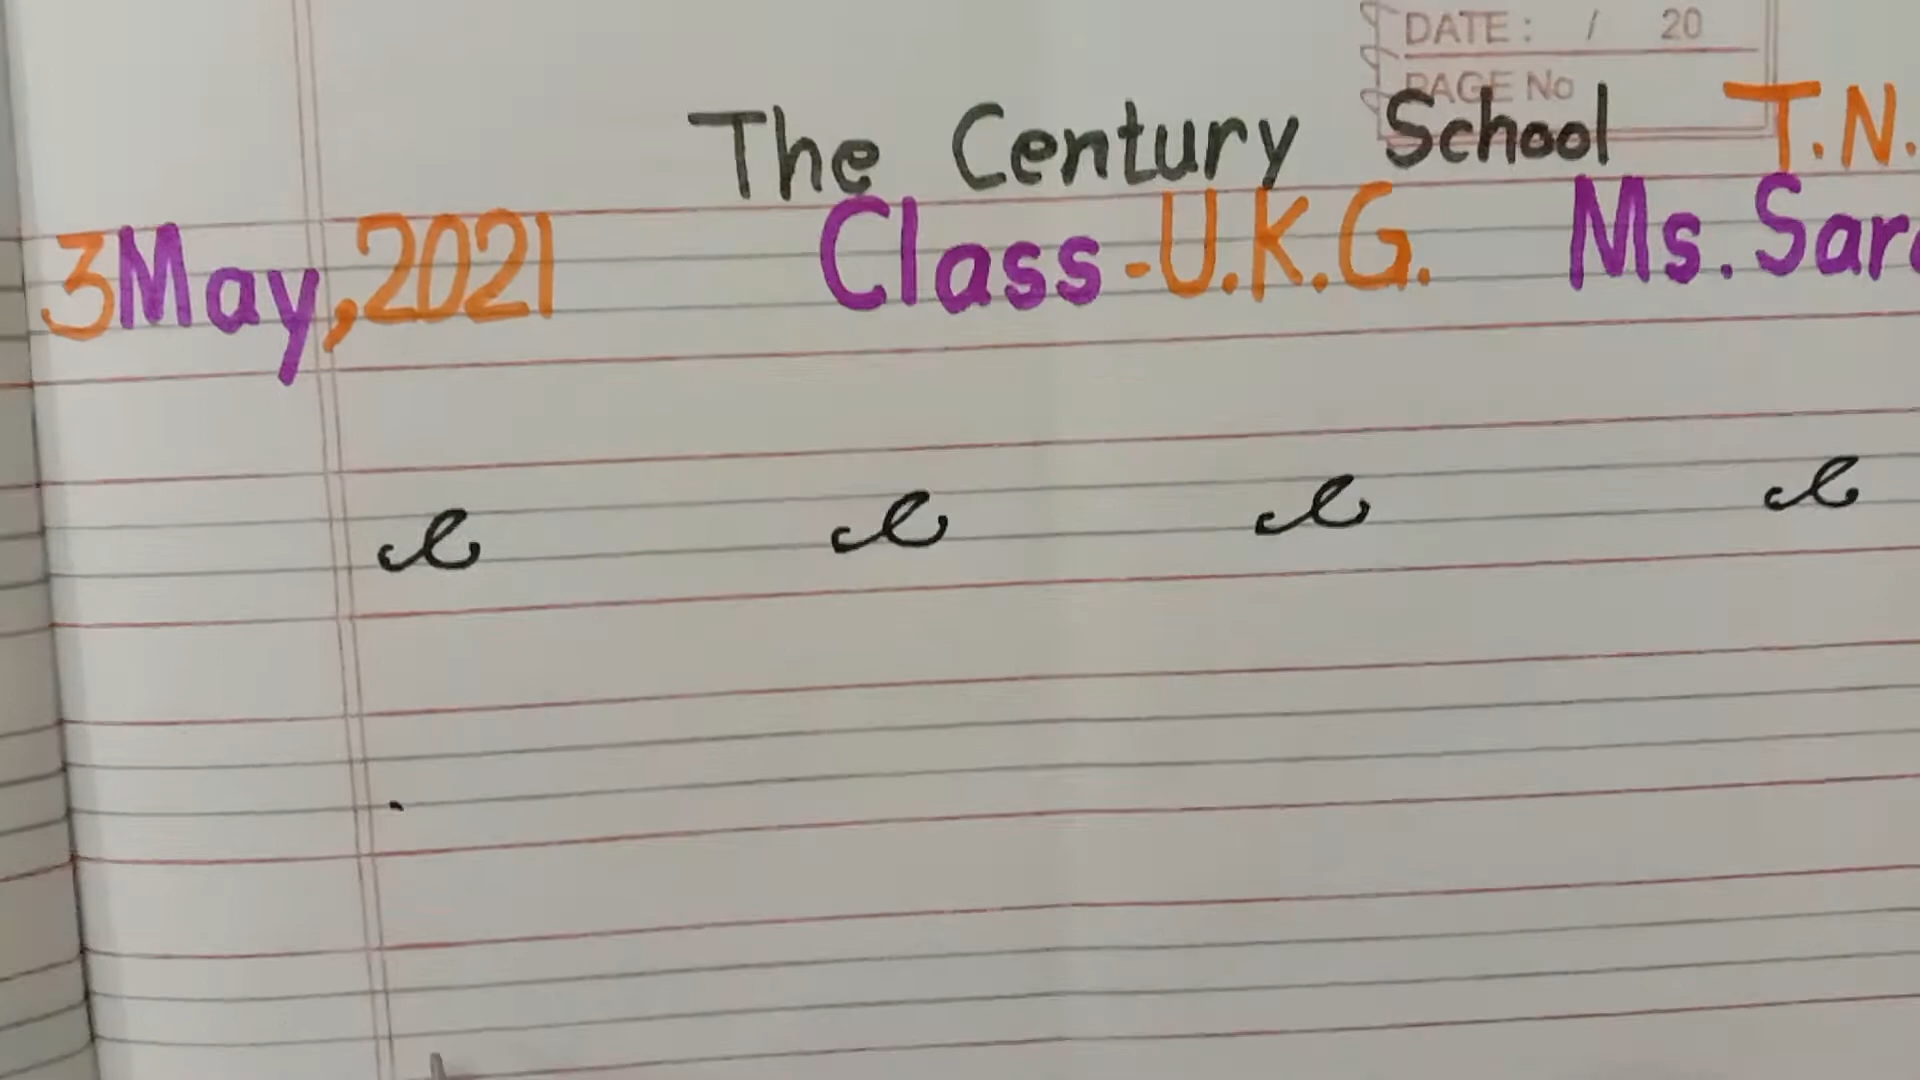 DATE: / 20
PAGE No
The Century School T.N.
3May,2021 Class-U.K.G. Ms.
e e e e